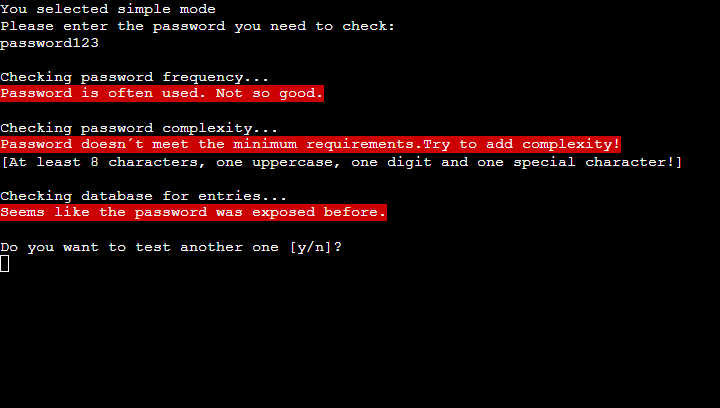 You selected simple mode
Please enter the password you need to check:
password123
Checking password frequency...
Password is often used. Not so good.
Checking password complexity...
Password doesn´t meet the minimum requirements.Try to add complexity!
[At least 8 characters, one uppercase, one digit and one special character!]
Checking database for entries...
Seems like the password was exposed before.
Do you want to test another one [y/n]?